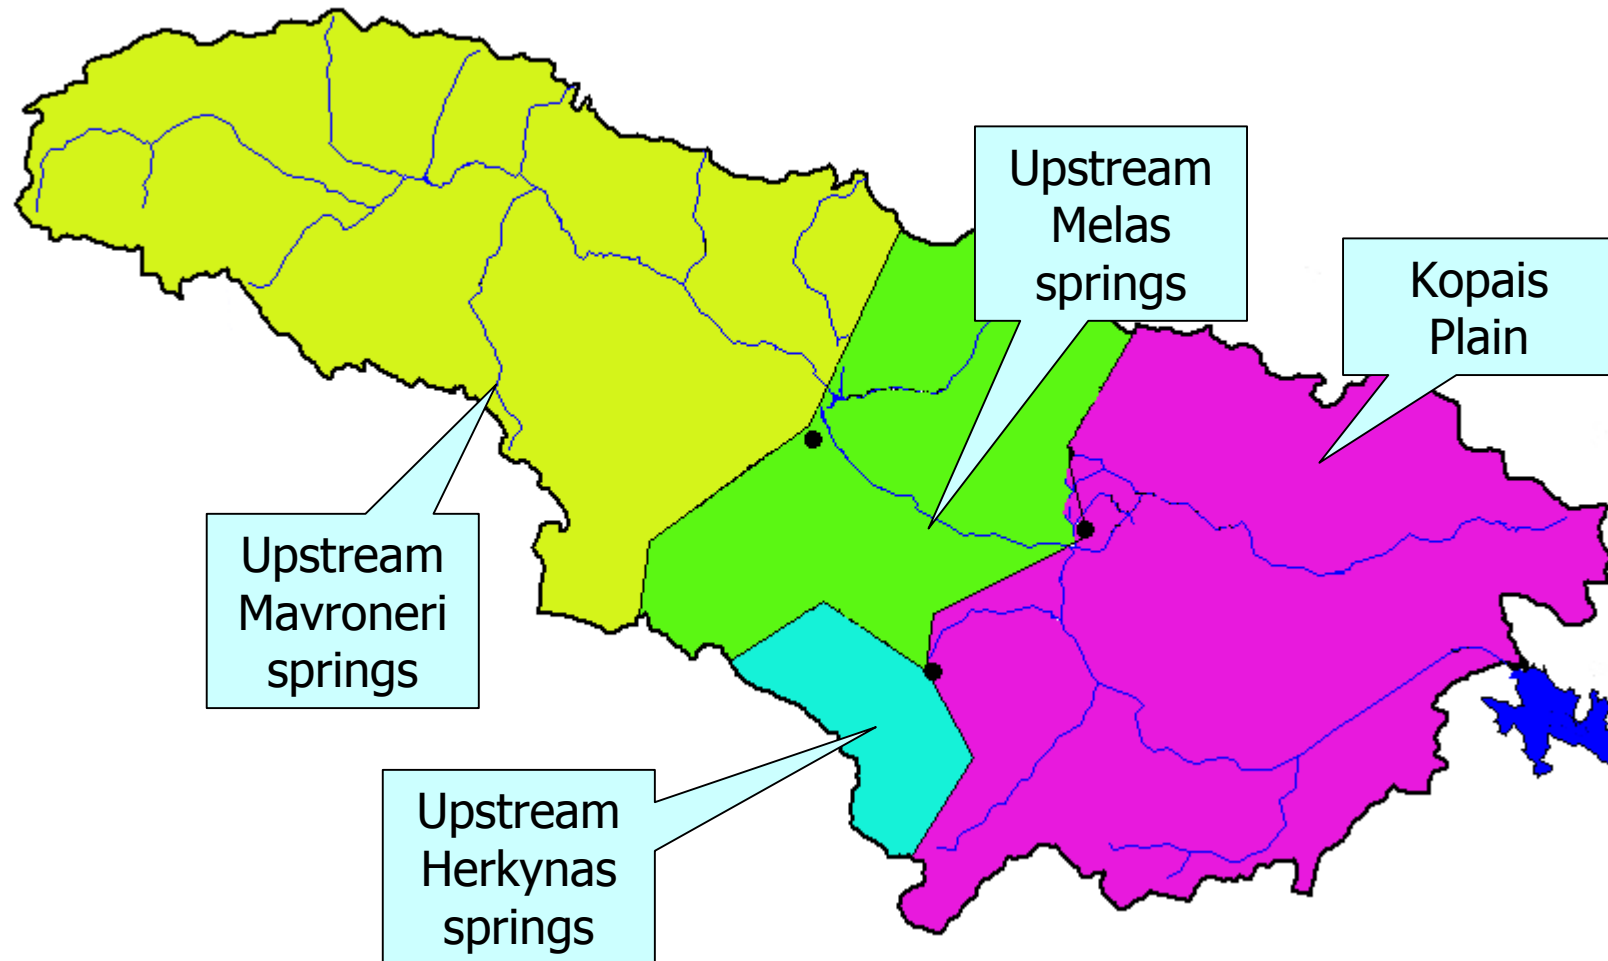 Upstream
Melas
springs
Kopais
Plain
Upstream
Mavroneri
springs
Upstream
Herkynas
springs